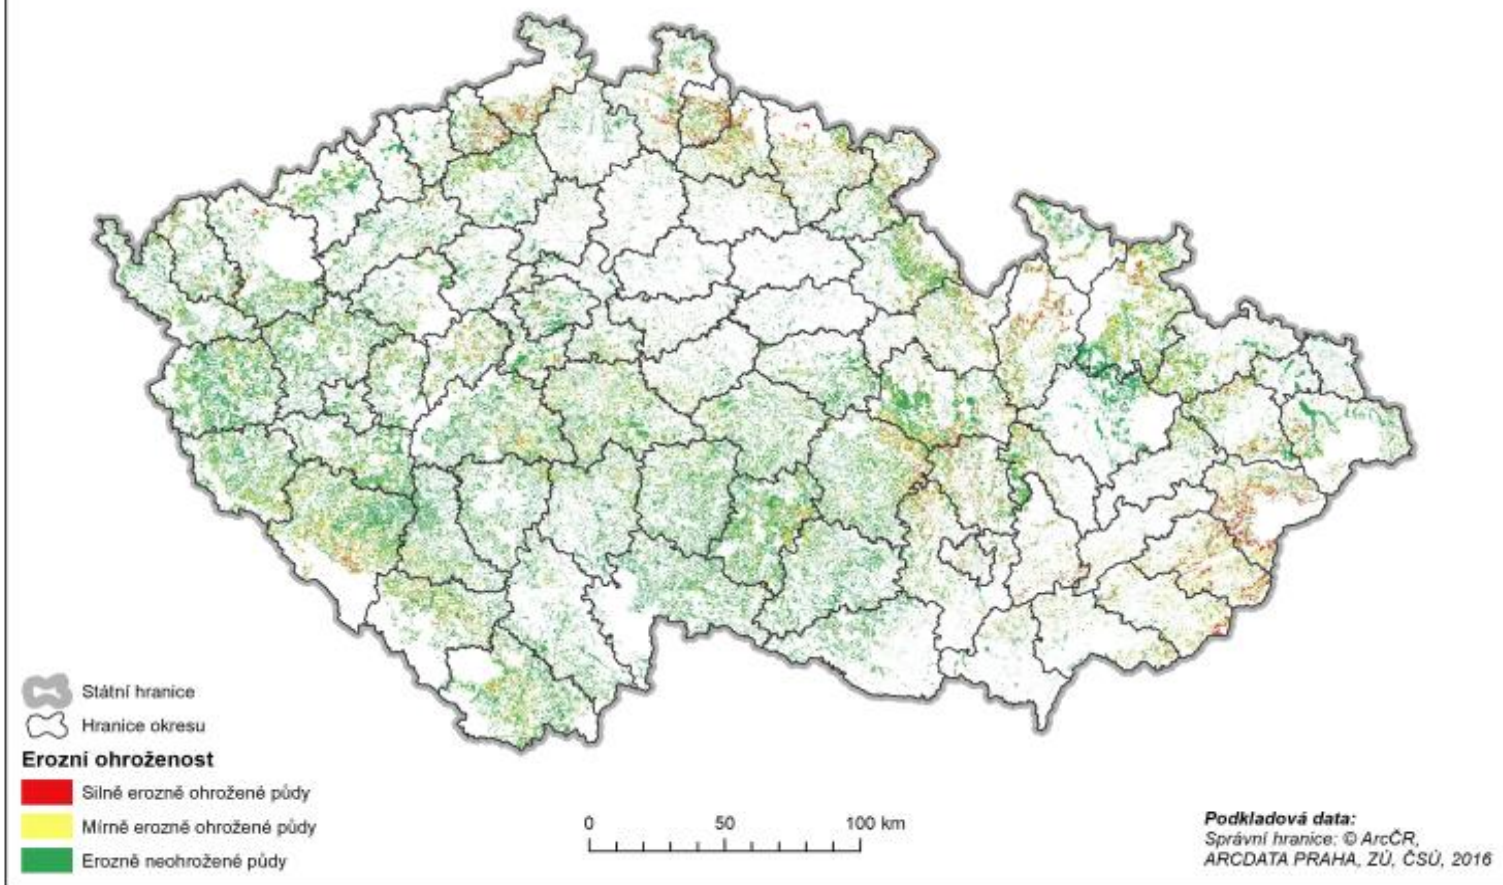 Státní hranice
Hranice okresu
Erozní ohroženost
Silně erozně ohrožené půdy
Mírně erozně ohrožené půdy
Erozně neohrožené půdy
0 50 100 km
Podkladová data:
Správní hranice: © ArcČR,
ARCDATA PRAHA, ZÚ, ČSÚ, 2016